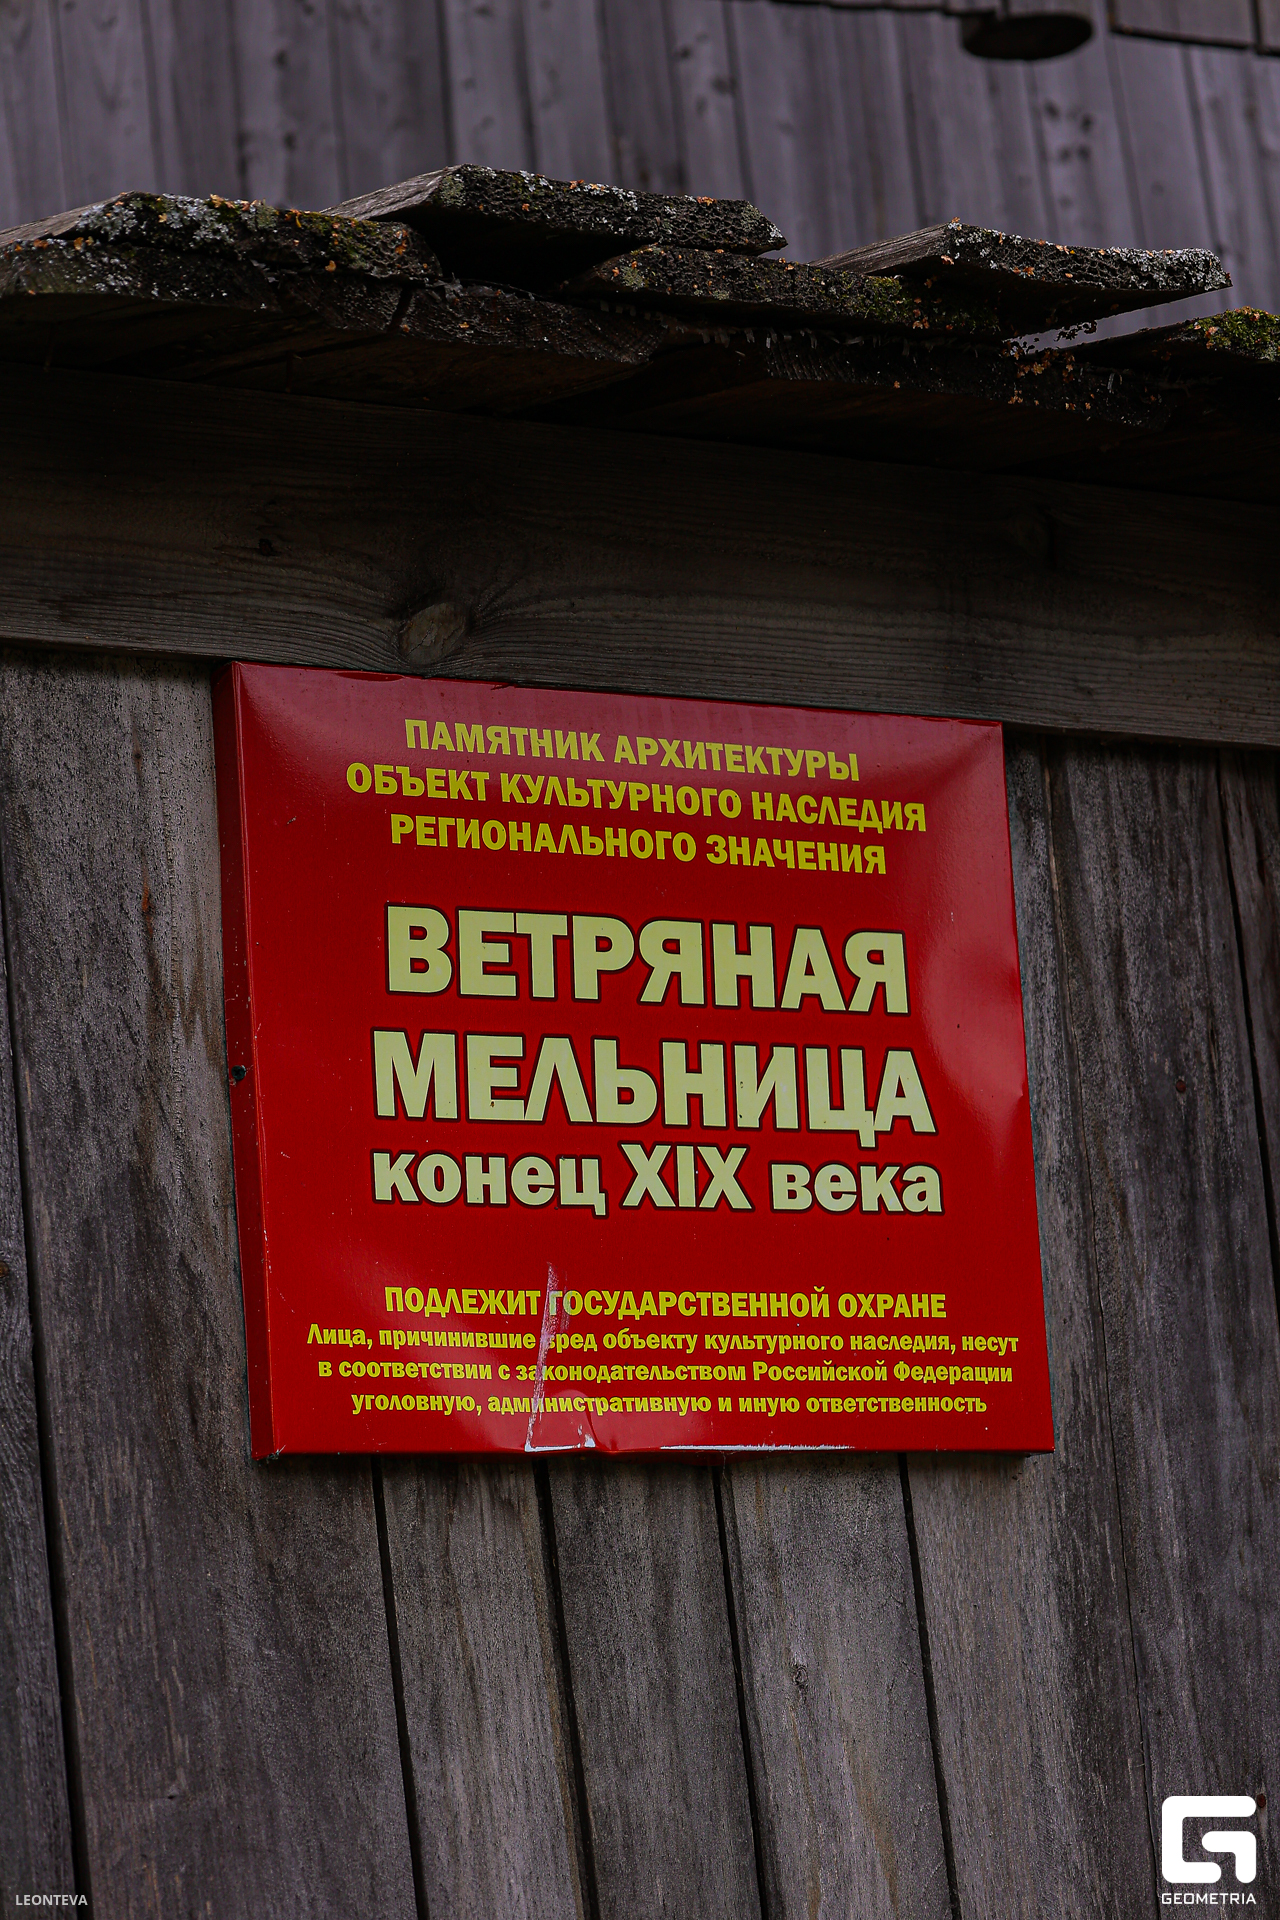 ПАМЯТНИК АРХИТЕКТУРЫ
ОБЪЕКТ КУЛЬТУРНОГО НАСЛЕДИЯ
РЕГИОНАЛЬНОГО ЗНАЧЕНИЯ
ВЕТРЯНАЯ
МЕЛЬНИЦА
конец XIX века
ПОДЛЕЖИТ ГОСУДАРСТВЕННОЙ ОХРАНЕ
Лица, причинившие вред объекту культурного наследия, несут
в соответствии с законодательством Российской Федерации
уголовную, административную и иную ответственность
LEONTEVA
GEOMETRIA